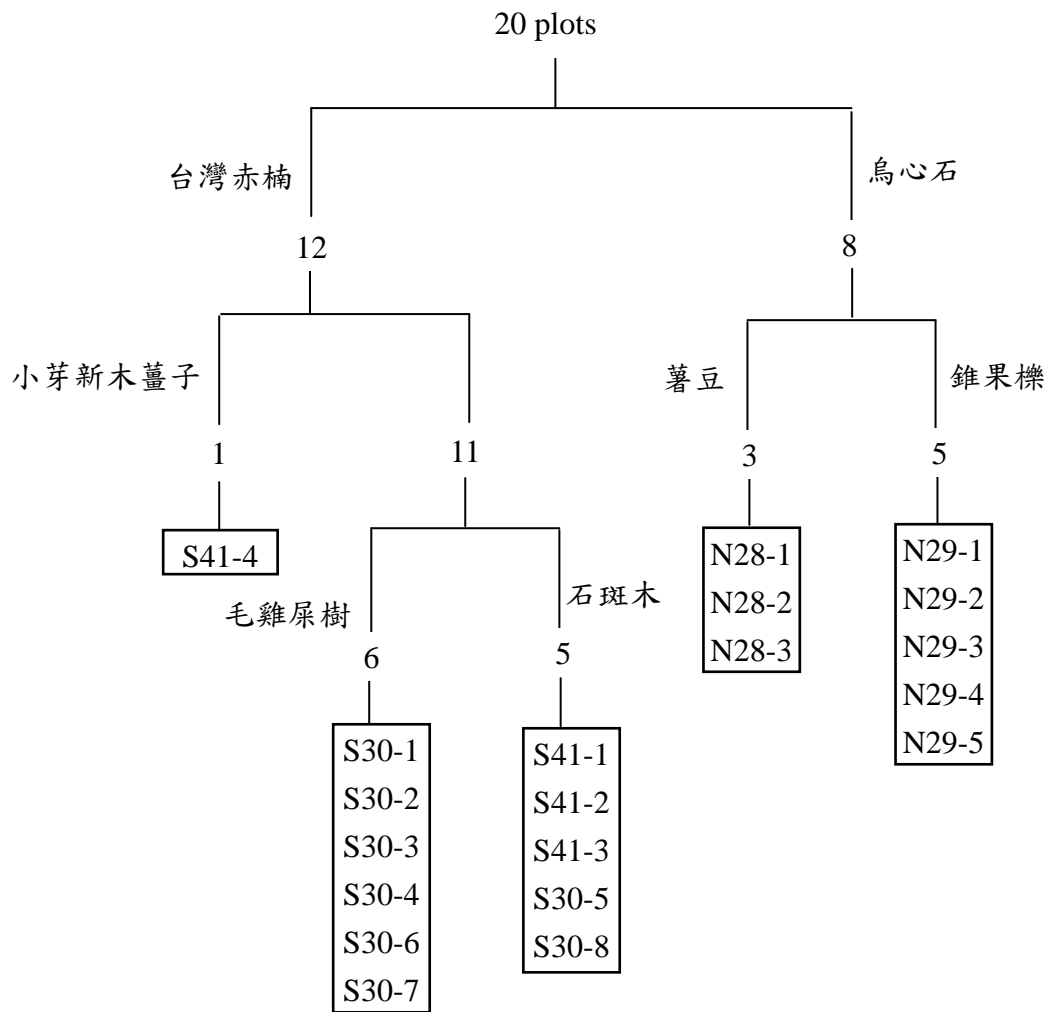 20 plots
台灣赤楠
烏心石
12
8
小芽新木薑子
薯豆
錐果櫟
1
11
3
5
S41-4
N28-1
N28-2
N28-3
N29-1
N29-2
N29-3
N29-4
N29-5
毛雞屎樹
石斑木
6
5
S30-1
S30-2
S30-3
S30-4
S30-6
S30-7
S41-1
S41-2
S41-3
S30-5
S30-8